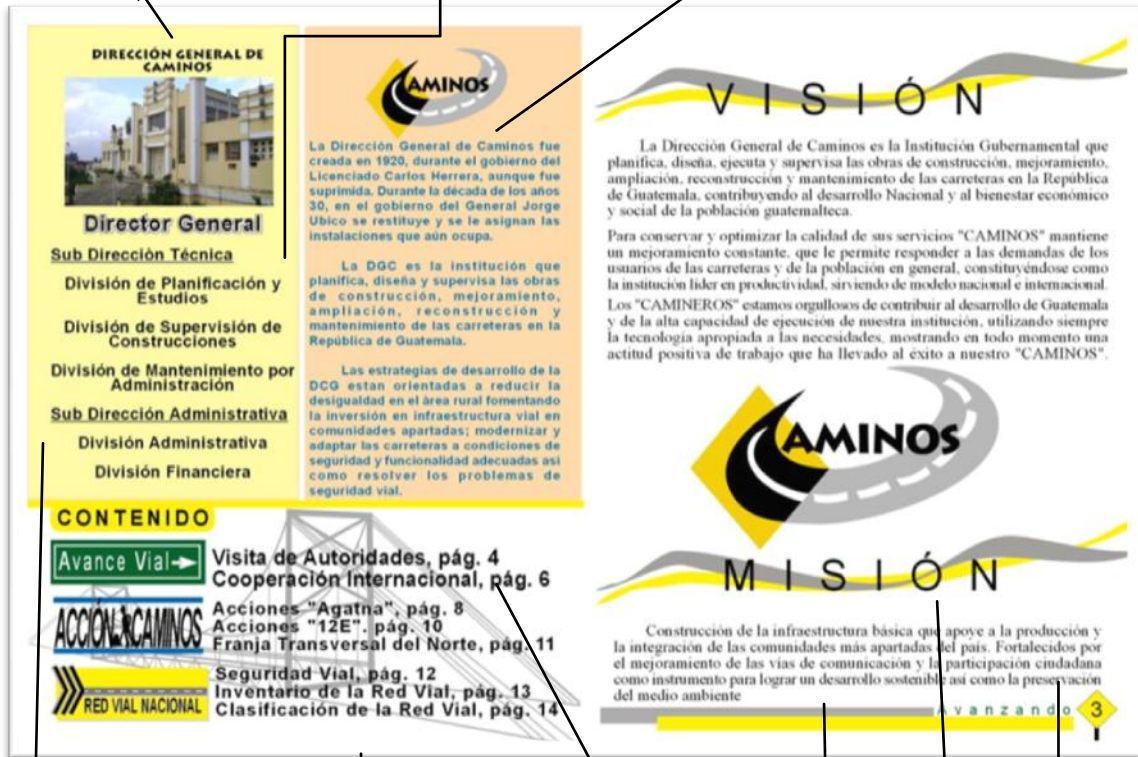 DIRECCIÓN GENERAL DE
CAMINOS
Director General
Sub Direcciòn Técnica
División de Planificación y
Estudios
División de Supervisión de
Construcciones
División de Mantenimiento por
Administración
Sub Dirección Administrativa
División Administrativa
División Financiera
CAMINOS
La Dirección General de Caminos fue
creada en 1920, durante el gobierno del
Licenciado Carlos Herrera, aunque fue
suprimida. Durante la década de los años
30, en el gobierno del General Jorge
Ubico se restituye y se le asignan las
instalaciones que aún ocupa.
La DGC es la institución que
planifica, diseña y supervisa las obras
de construcción, mejoramiento,
ampliación, reconstrucción y
mantenimiento de las carreteras en la
República de Guatemala.
Las estrategias de desarrollo de la
DCG estan orientadas a reducir la
desigualdad en el área rural fomentando
la inversión en infraestructura vial en
comunidades apartadas; modernizar y
adaptar las carreteras a condiciones de
seguridad y funcionalidad adecuadas asi
como resolver los problemas de
seguridad vial.
CONTENIDO
Avance Vial
Visita de Autoridades, pág. 4
Cooperación Internacional, pág. 6
ACCIÓN CAMINOS
Acciones "Agatha", pág. 8
Acciones "12E". pág. 10
Franja Transversal del Norte, pág. 11
RED VIAL NACIONAL
Seguridad Vial, pág. 12
Inventario de la Red Vial, pág. 13
Clasificación de la Red Vial, pág. 14
VISIÓN
La Dirección General de Caminos es la Institución Gubernamental que
planifica, diseña, ejecuta y supervisa las obras de construcción, mejoramiento,
ampliación, reconstrucción y mantenimiento de las carreteras en la República
de Guatemala, contribuyendo al desarrollo Nacional y al bienestar económico
y social de la población guatemalteca.
Para conservar y optimizar la calidad de sus servicios "CAMINOS" mantiene
un mejoramiento constante, que le permite responder a las demandas de los
usuarios de las carreteras y de la población en general, constituyéndose como
la institución líder en productividad, sirviendo de modelo nacional e internacional.
Los "CAMINEROS" estamos orgullosos de contribuir al desarrollo de Guatemala
y de la alta capacidad de ejecución de nuestra institución, utilizando siempre
la tecnología apropiada a las necesidades, mostrando en todo momento una
actitud positiva de trabajo que ha llevado al éxito a nuestro "CAMINOS".
CAMINOS
MISIÓN
Construcción de la infraestructura básica que apoye a la producción y
la integración de las comunidades más apartadas del país. Fortalecidos por
el mejoramiento de las vias de comunicación y la participación ciudadana
como instrumento para lograr un desarrollo sostenible así como la preservación
del medio ambiente
Avanzando 3